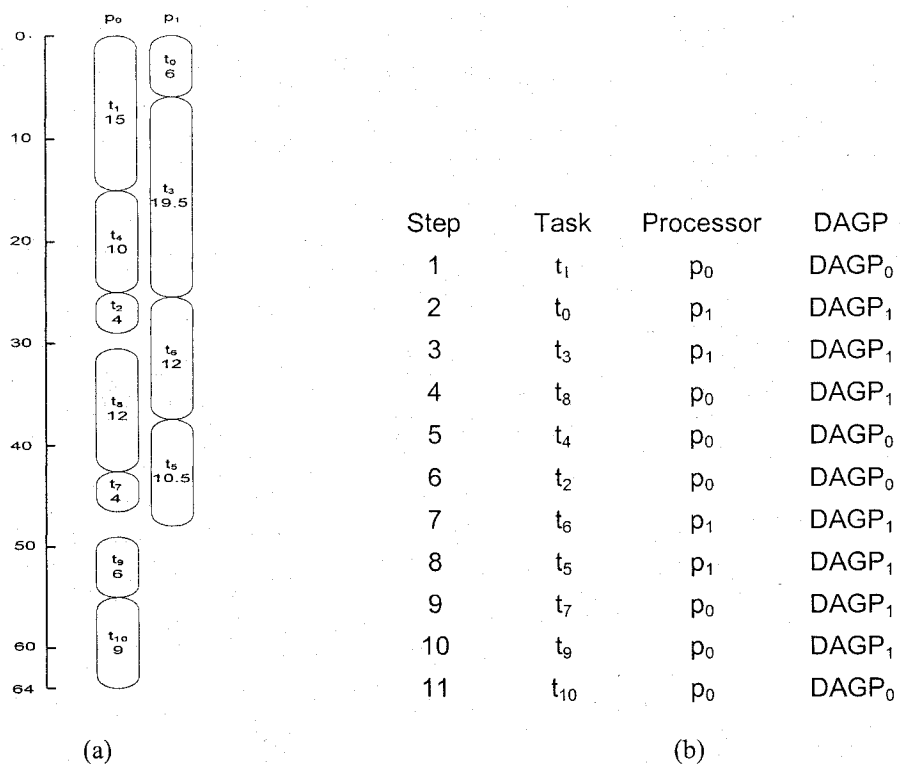 p₀ p₁
0.
t₀
6
t₁
15
10
t₃
19.5
t₄
10
20
t₂
4
30
t₆
12
t₈
12
40
t₅
10.5
t₇
4
50
t₉
6
t₁₀
9
60
64
(a)
Step Task Processor DAGP
1 t₁ p₀ DAGP₀
2 t₀ p₁ DAGP₁
3 t₃ p₁ DAGP₁
4 t₈ p₀ DAGP₁
5 t₄ p₀ DAGP₀
6 t₂ p₀ DAGP₀
7 t₆ p₁ DAGP₁
8 t₅ p₁ DAGP₁
9 t₇ p₀ DAGP₁
10 t₉ p₀ DAGP₁
11 t₁₀ p₀ DAGP₀
(b)